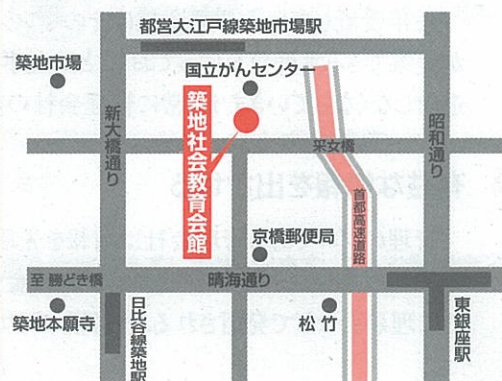 都営大江戸線築地市場駅
築地市場
国立がんセンター
新大橋通り
築地社会教育会館
采女橋
昭和通り
首都高速道路
京橋郵便局
至 勝どき橋
晴海通り
築地本願寺
日比谷線築地駅
松竹
東銀座駅